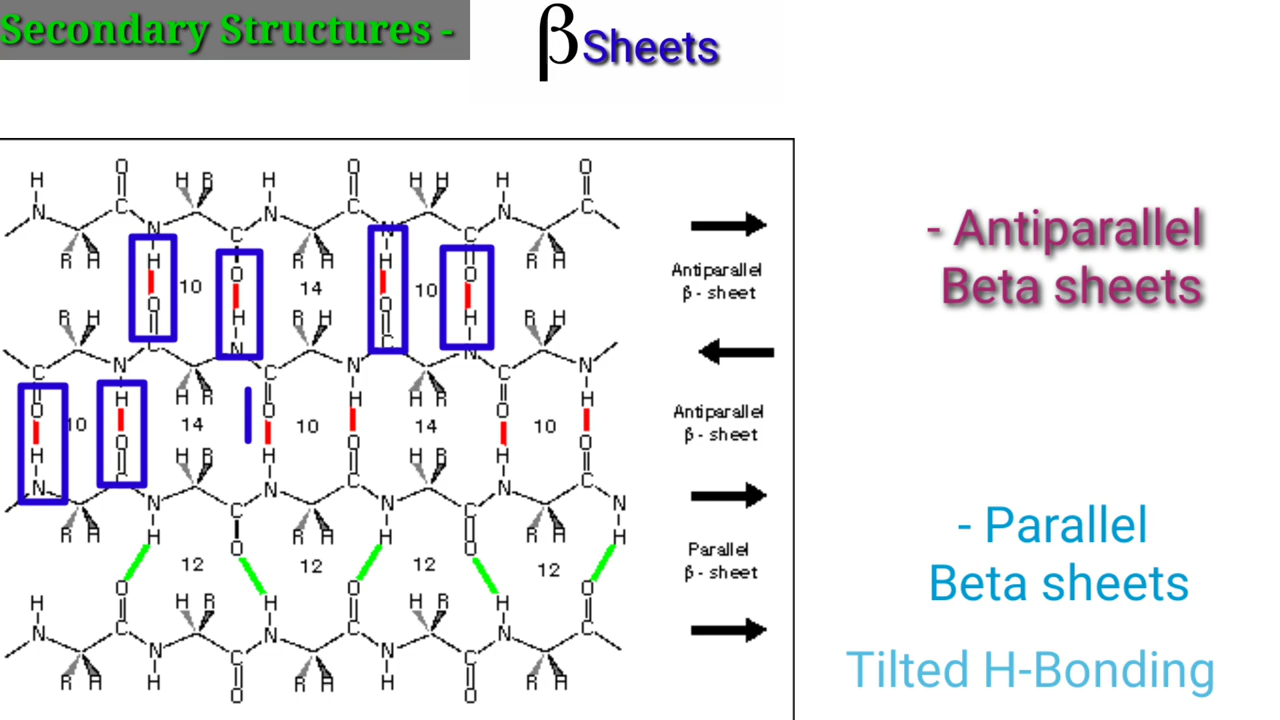 Secondary Structures -
β Sheets
O O O
H H R H H H H
N C N C N C
N O N O
H C H C
R H R H R H
H O H O
10 14 10
O H O H
R H R H R H
C N C N
C N N C N C N
O H H R O H H R O H
10 14 10 14 10
H O H O H O
N C H R H H
N C N C N C N C N
R H H O R H H O R H H
12 12 12 12
O H O H O
H C H R N C H H R N C
N N C N C
R H H O R H H O R H
Antiparallel
β - sheet
Antiparallel
β - sheet
Parallel
β - sheet
- Antiparallel
Beta sheets
- Parallel
Beta sheets
Tilted H-Bonding